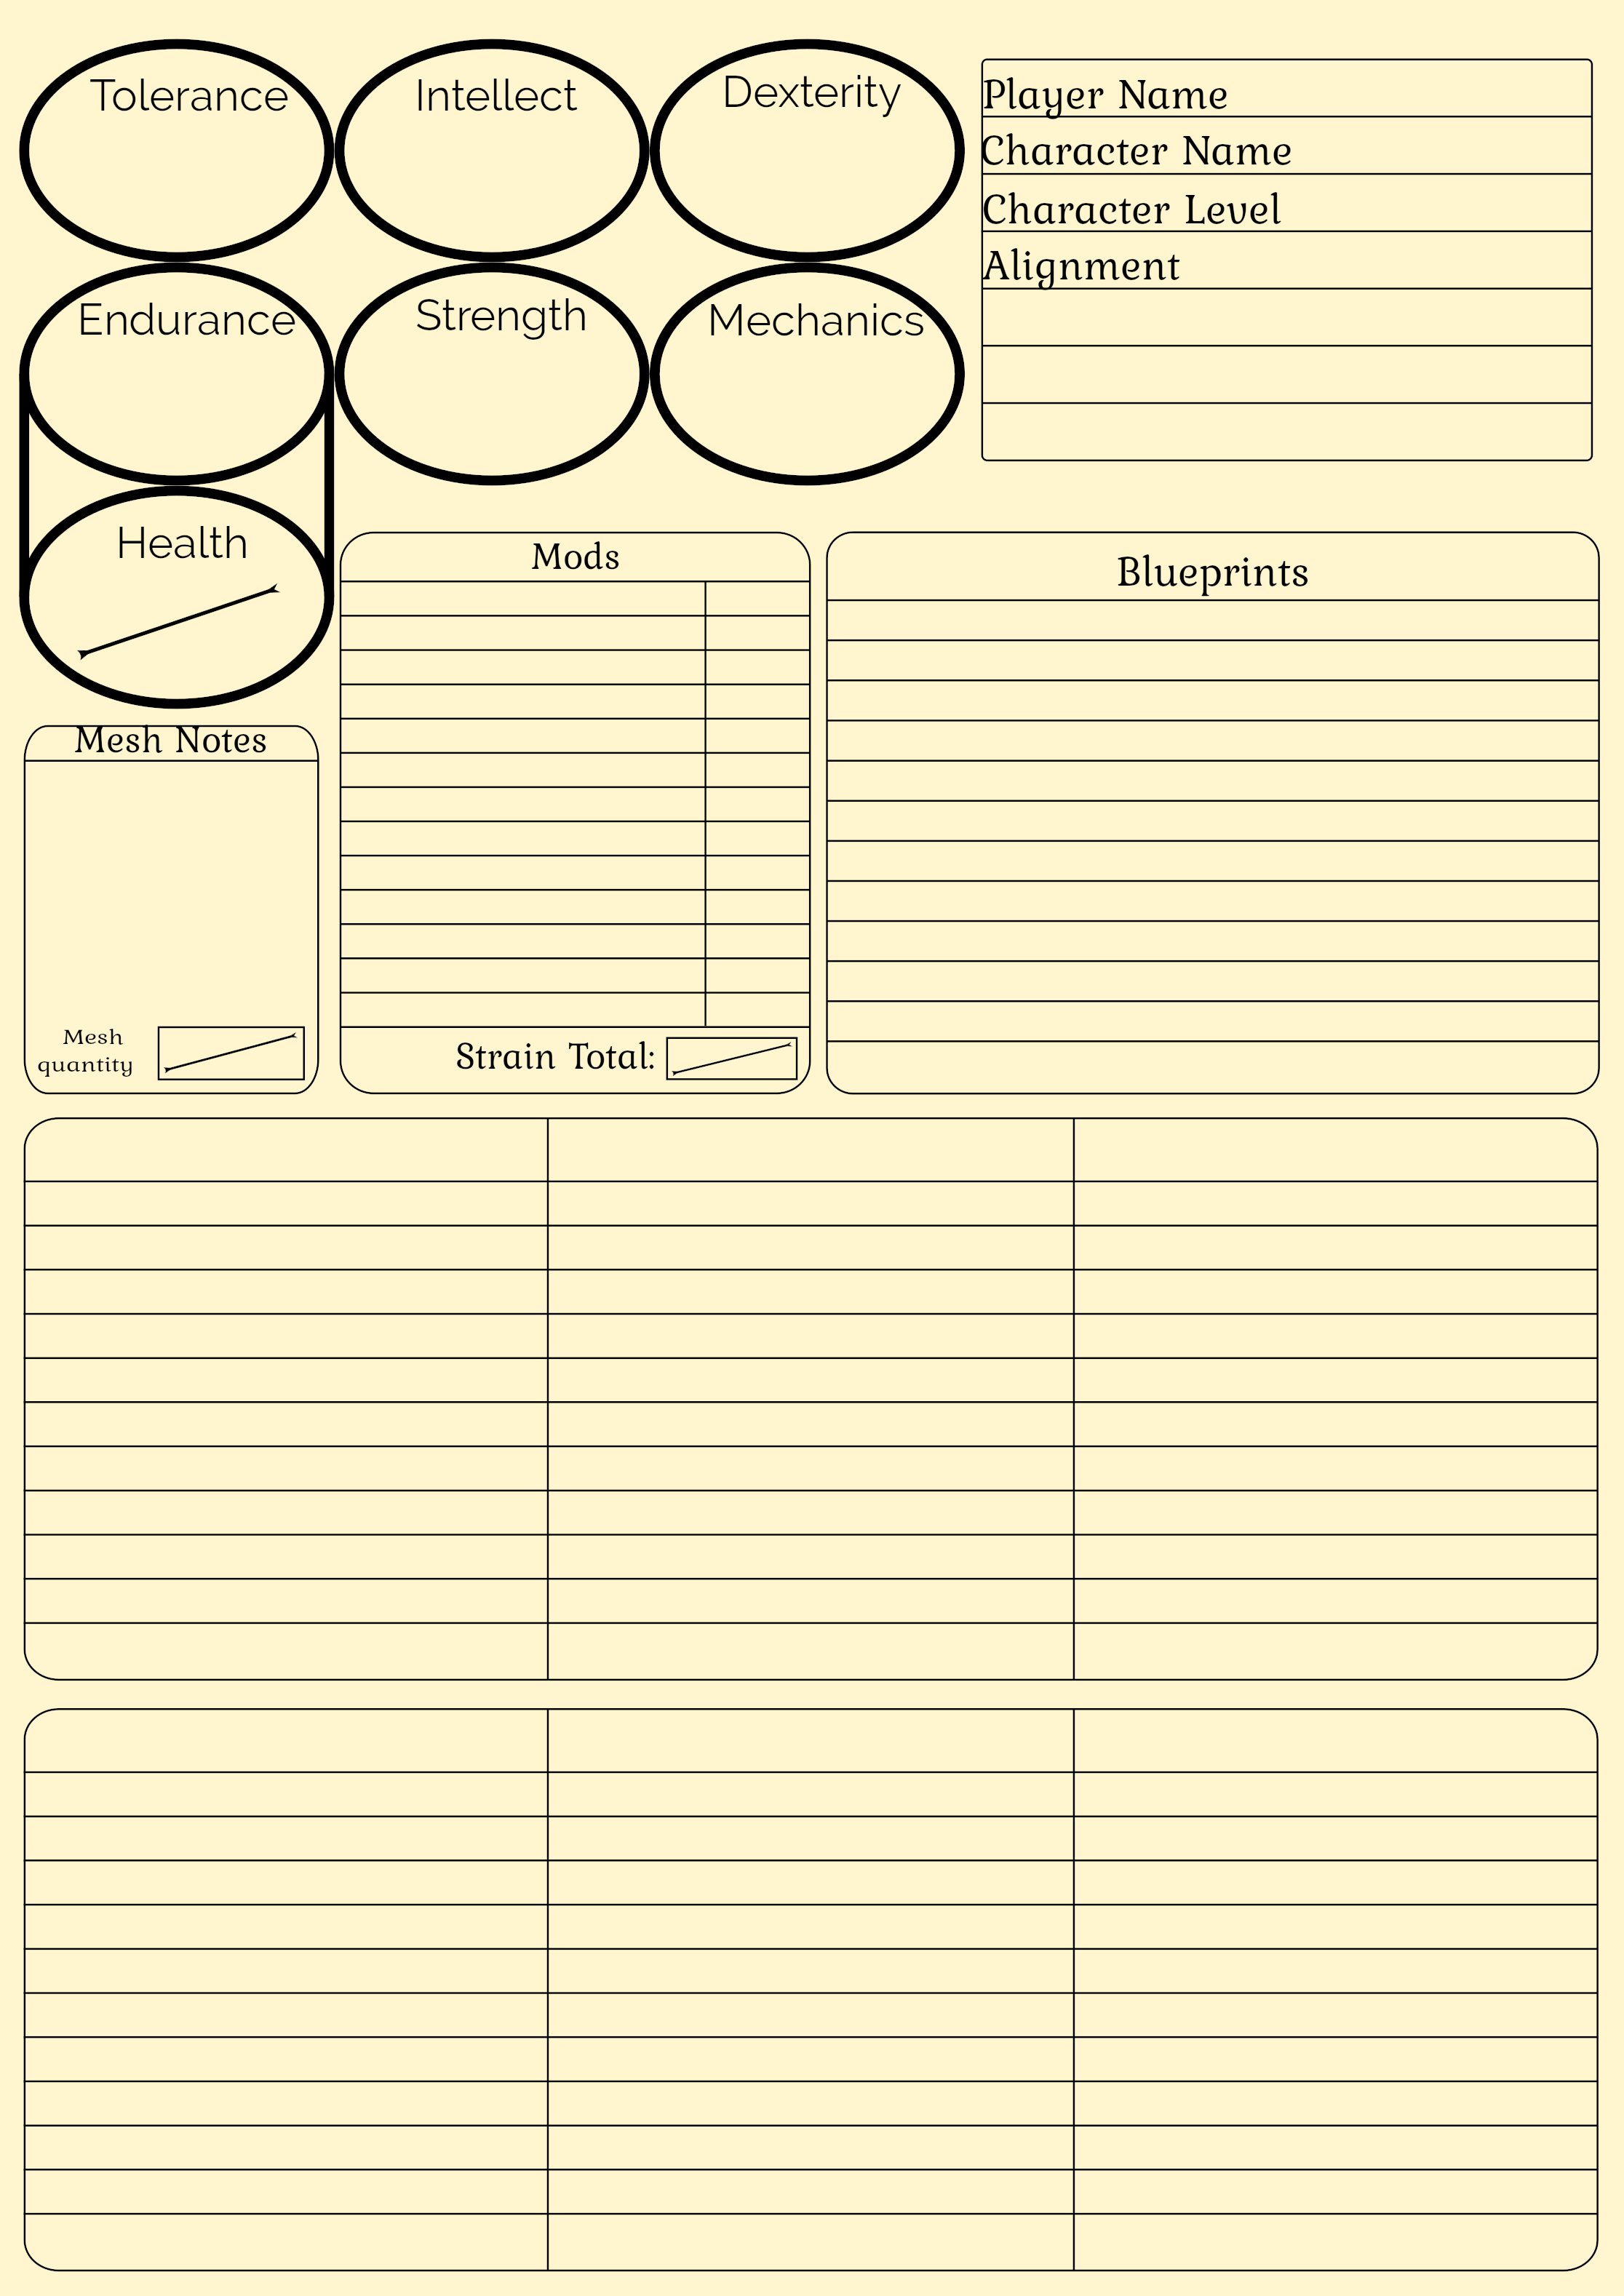 Tolerance
Intellect
Dexterity
Player Name
Character Name
Character Level
Alignment
Endurance
Strength
Mechanics
Health
Mods
Blueprints
Mesh Notes
Mesh
quantity
Strain Total: